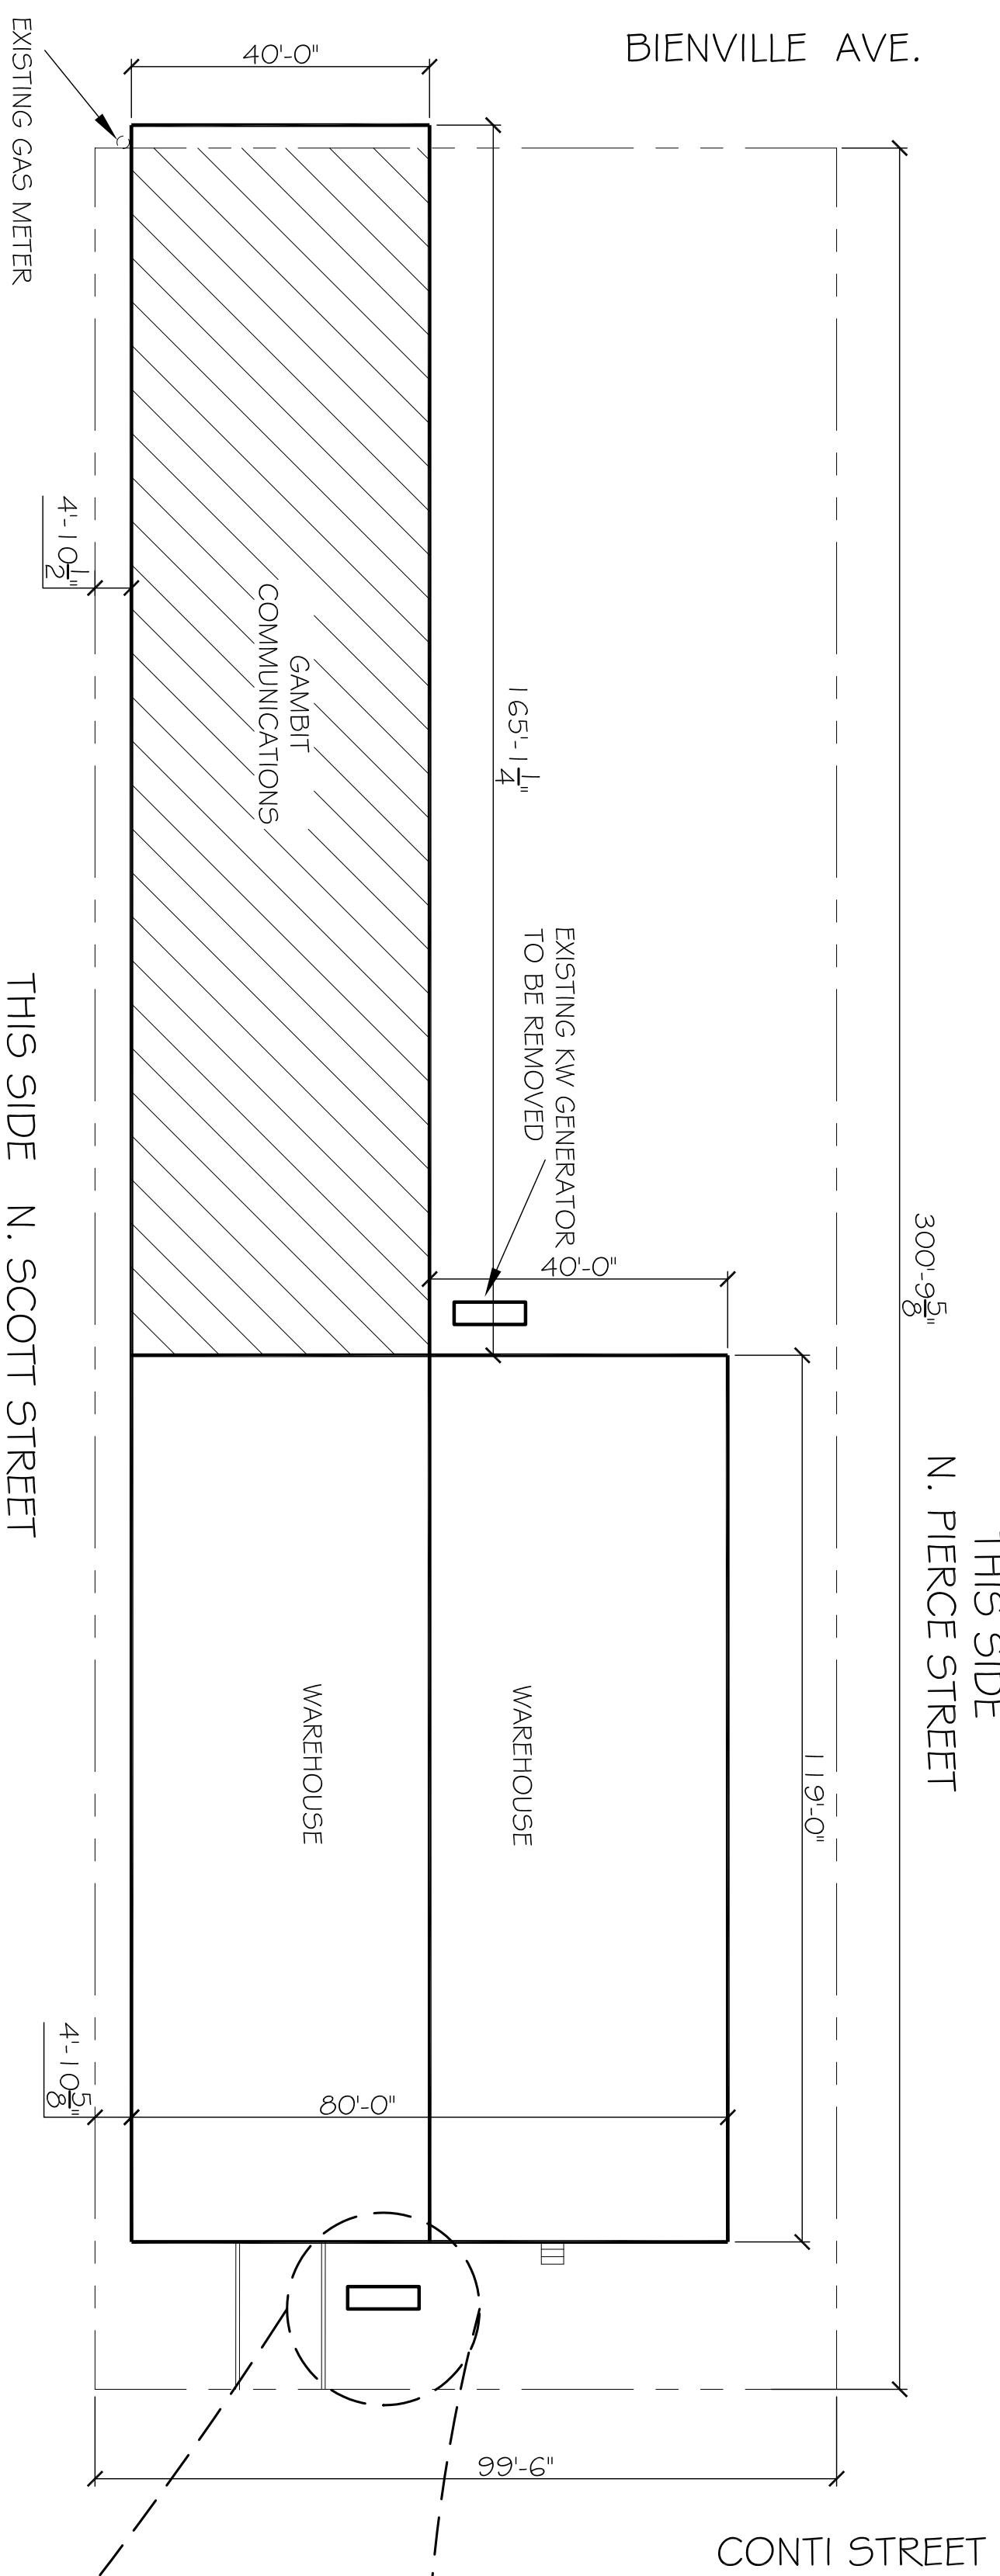 BIENVILLE AVE.
40'-0"
EXISTING GAS METER
4'-10 1/2"
GAMBIT
COMMUNICATIONS
165'-1 1/4"
EXISTING KW GENERATOR
TO BE REMOVED
40'-0"
300'-9 5/8"
THIS SIDE N. SCOTT STREET
THIS SIDE
N. PIERCE STREET
WAREHOUSE
WAREHOUSE
119'-0"
4'-10 5/8"
80'-0"
99'-6"
CONTI STREET